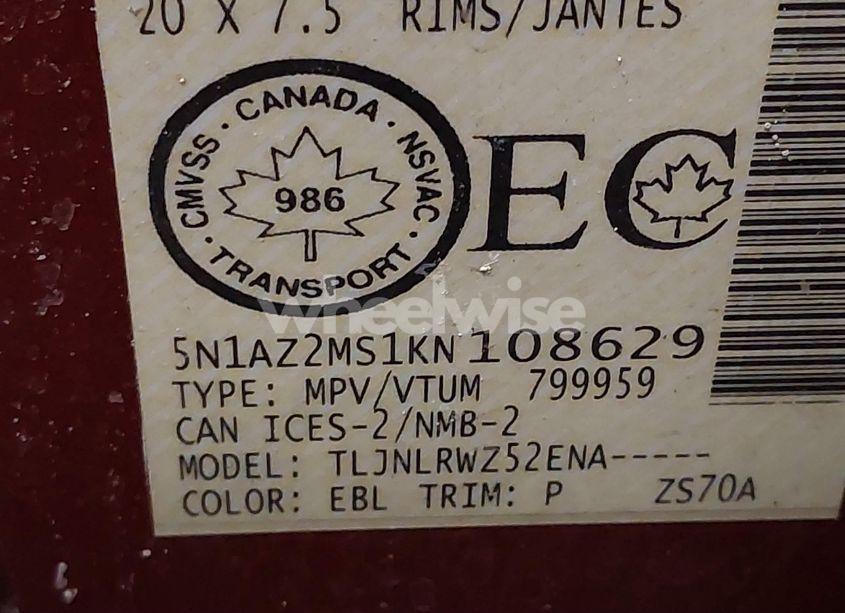 20 X 7.5 RIMS/JANTES
CMVSS · CANADA · NSVAC · TRANSPORT ·
986
EC
wheelwise
5N1AZ2MS1KN108629
TYPE: MPV/VTUM 799959
CAN ICES-2/NMB-2
MODEL: TLJNLRWZ52ENA-----
COLOR: EBL TRIM: P ZS70A